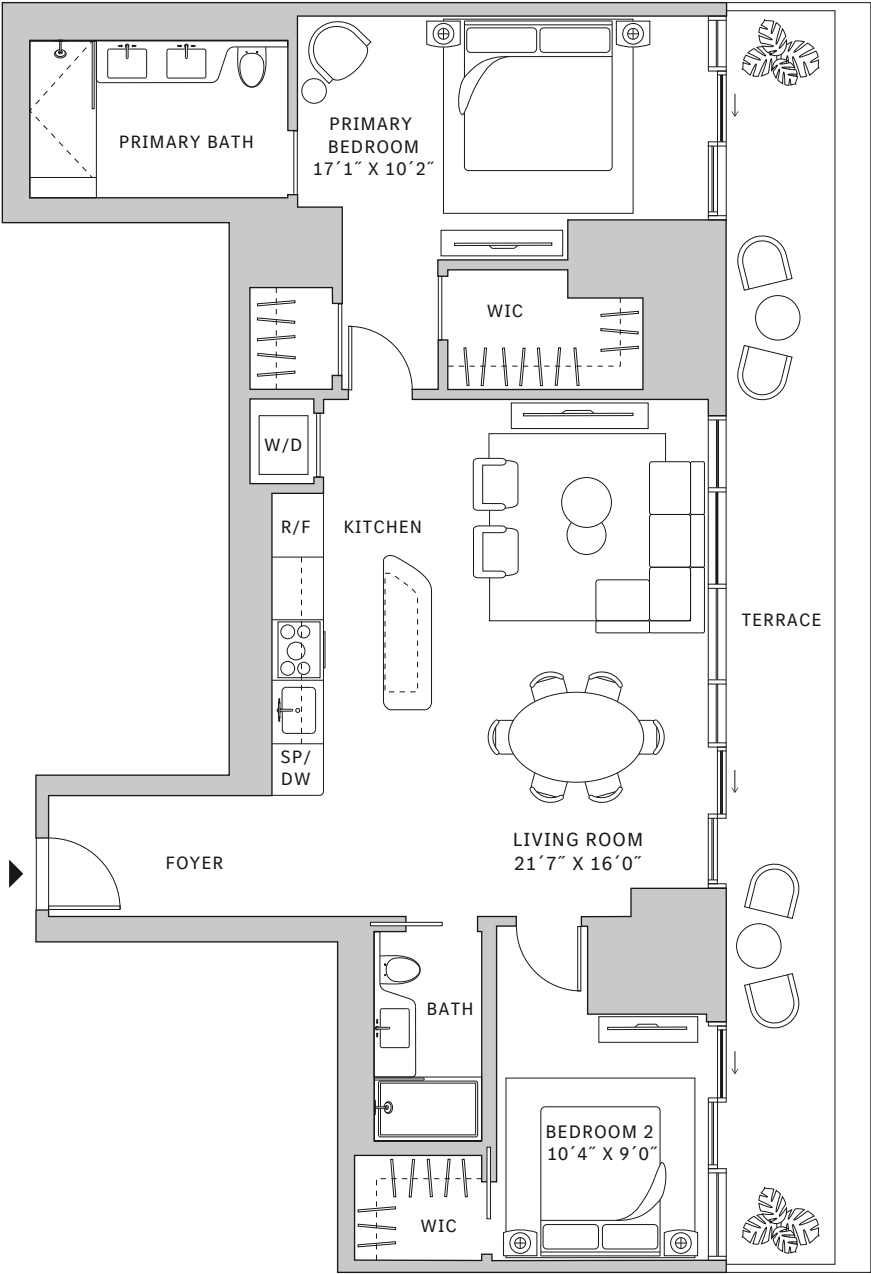 PRIMARY BATH
PRIMARY
BEDROOM
17´1˝ X 10´2˝
WIC
W/D
R/F
KITCHEN
TERRACE
SP/
DW
LIVING ROOM
21´7˝ X 16´0˝
FOYER
BATH
BEDROOM 2
10´4˝ X 9´0˝
WIC